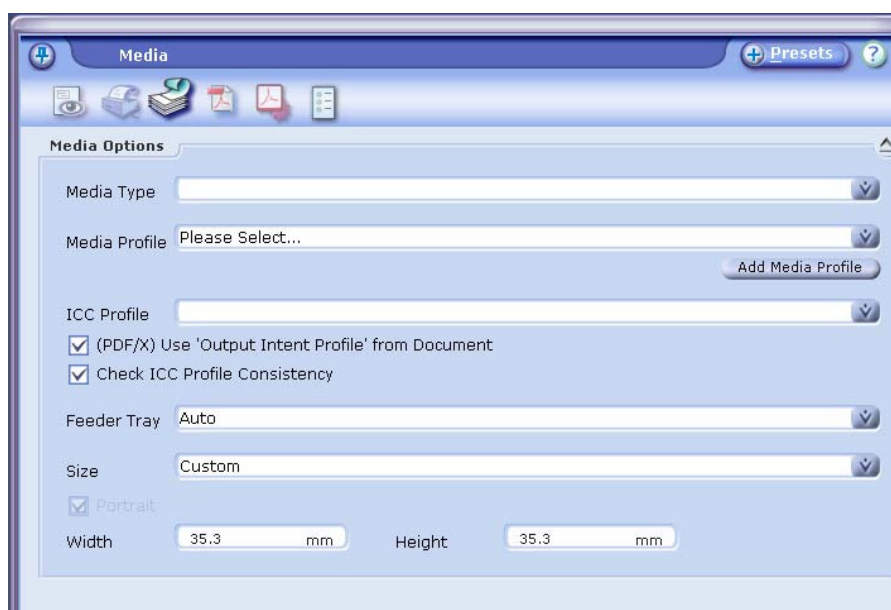 Media
Presets
?
Media Options
Media Type
Media Profile Please Select...
Add Media Profile
ICC Profile
(PDF/X) Use 'Output Intent Profile' from Document
Check ICC Profile Consistency
Feeder Tray Auto
Size Custom
Portrait
Width 35.3 mm Height 35.3 mm